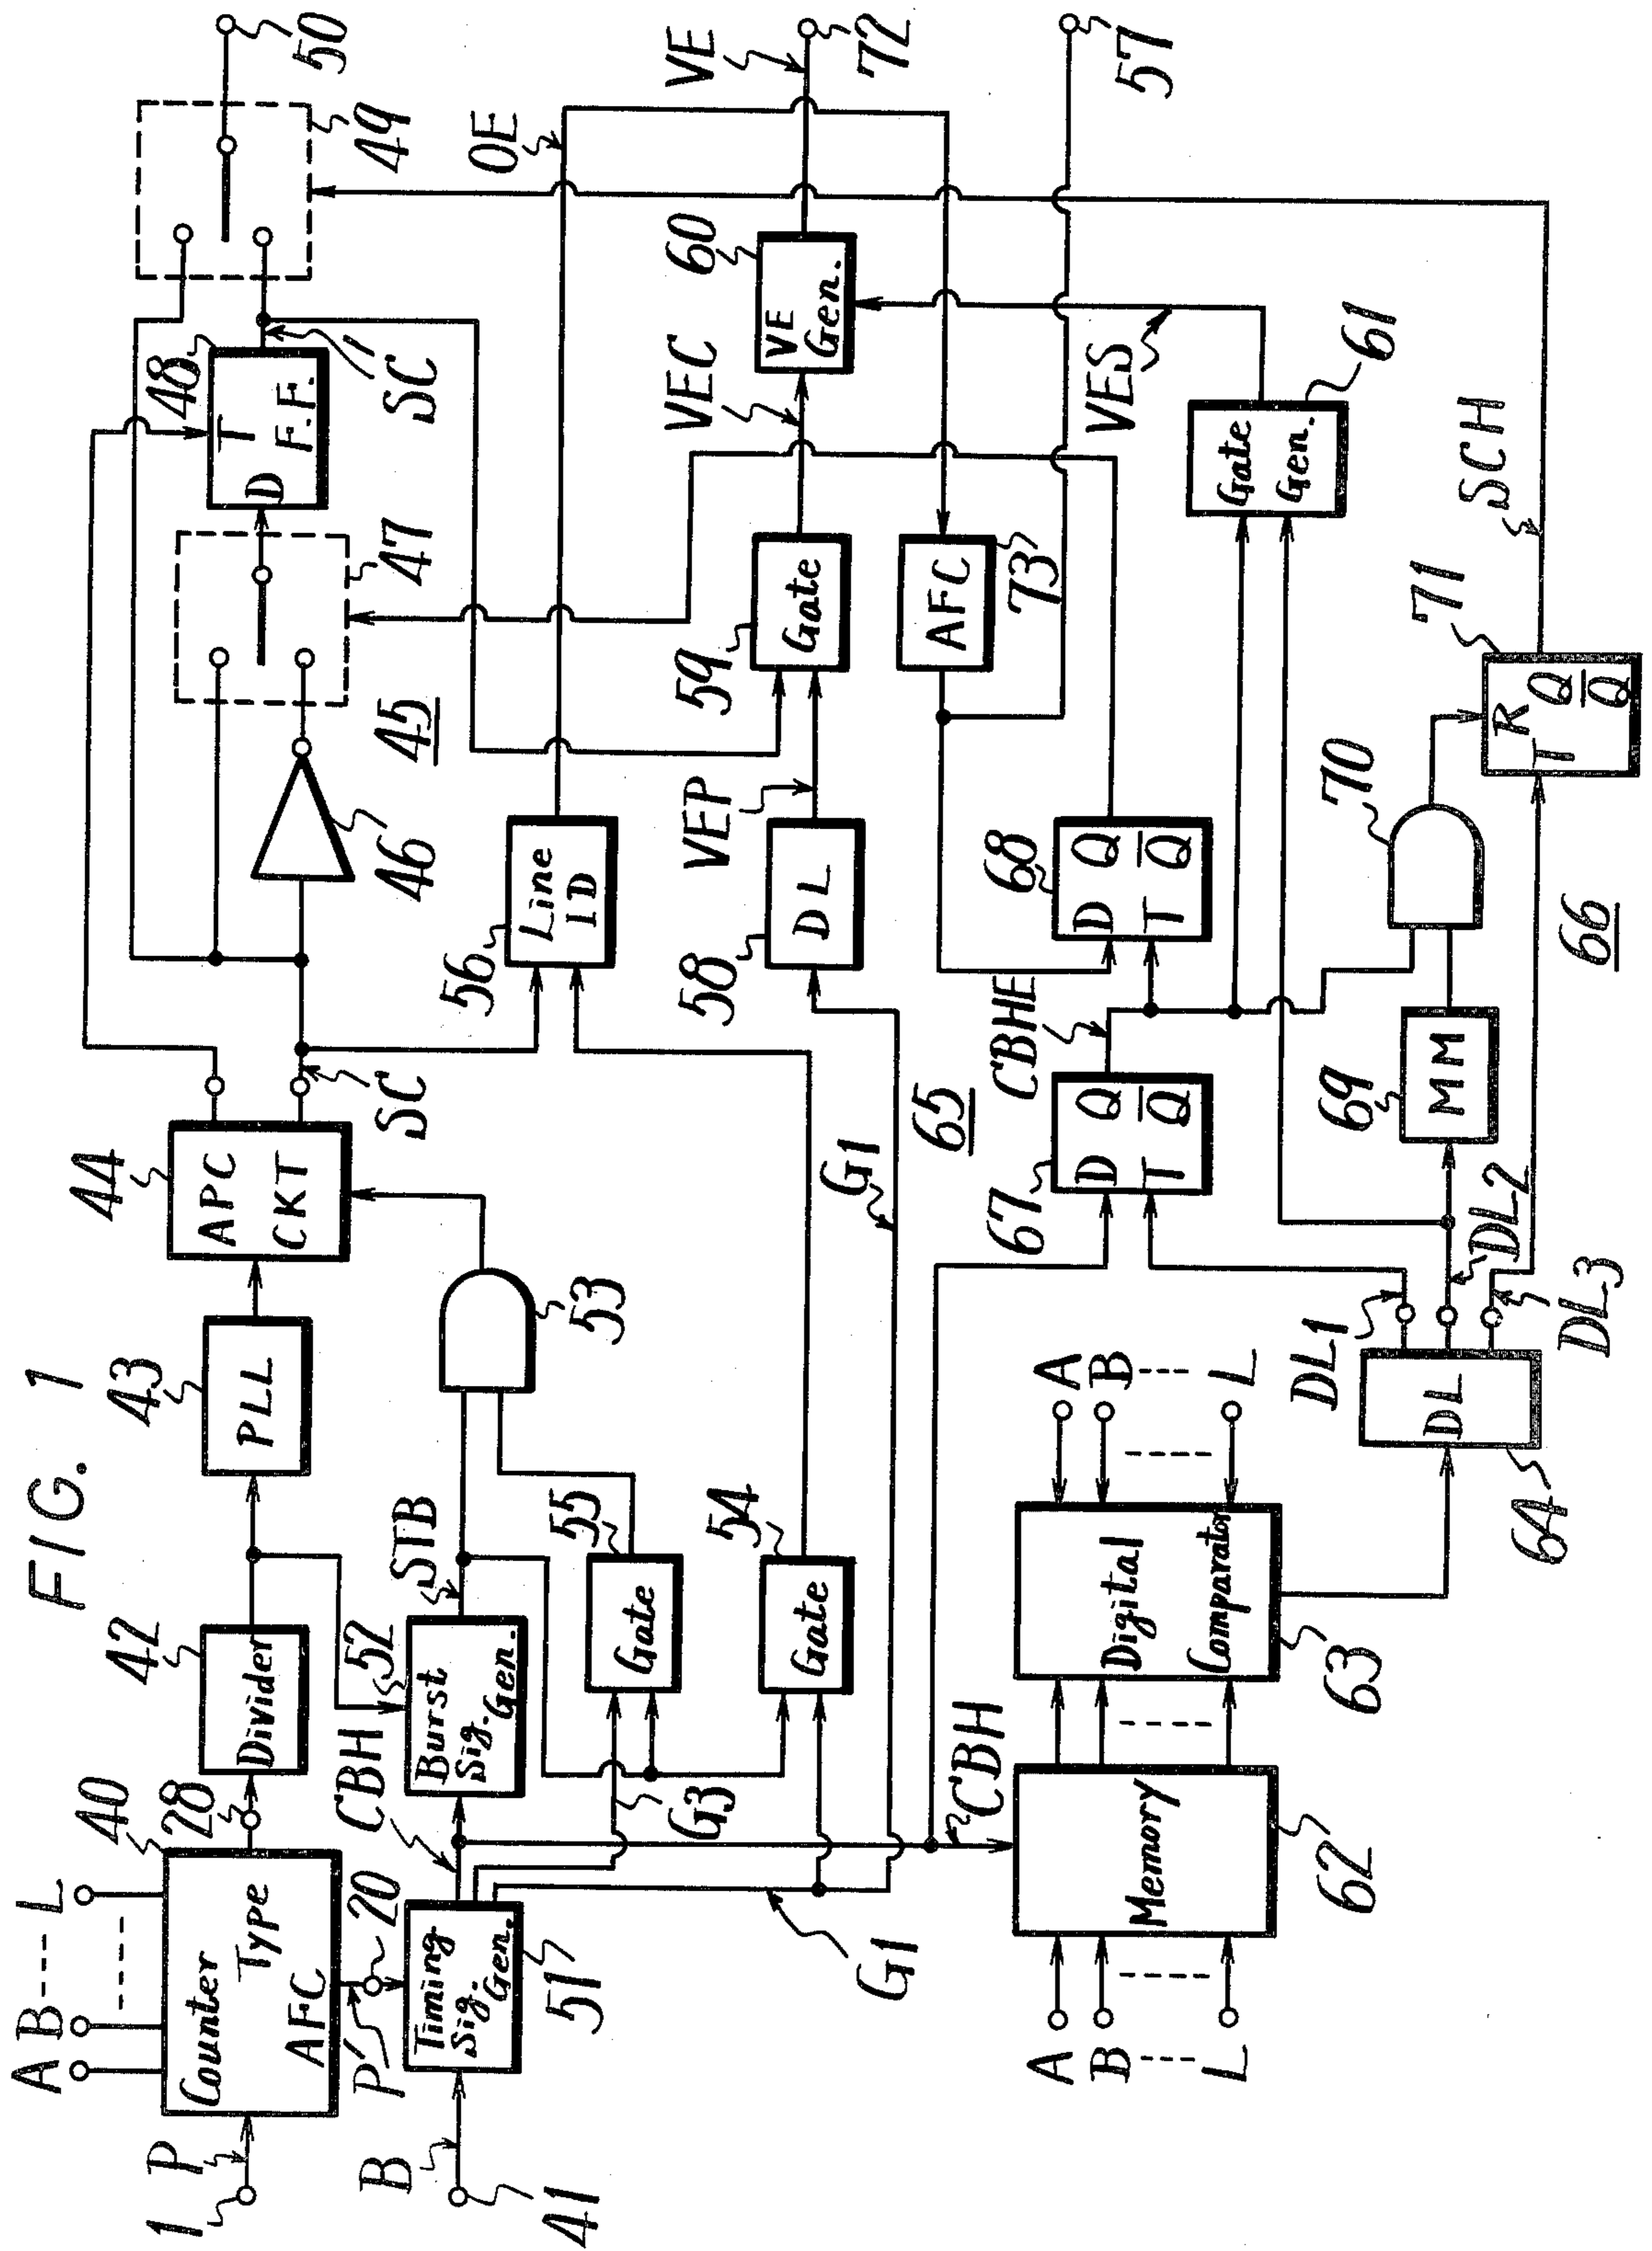 FIG. 1
A B L
1
P
Counter
Type
AFC
40
28
Divider
42
PLL
43
APC
CKT
44
SC
46
45
47
D T
F.F.
48
SC'
49
50
P'
20
B
41
Timing
Sig.
Gen.
51
CBH
Burst
Sig.
Gen.
52
STB
53
Gate
55
G3
Gate
54
G1
G1
Line
ID
56
OE
DL
58
VEP
Gate
59
VEC
VE
Gen.
60
VE
72
AFC
73
57
65
D Q
T Q
67
CBHE
D Q
T Q
68
VES
Gate
Gen.
61
A
B
L
Memory
62
CBH
Digital
Comparator
63
A
B
L
DL
64
DL1
DL2
DL3
MM
69
70
66
R
T Q
Q
71
SCH